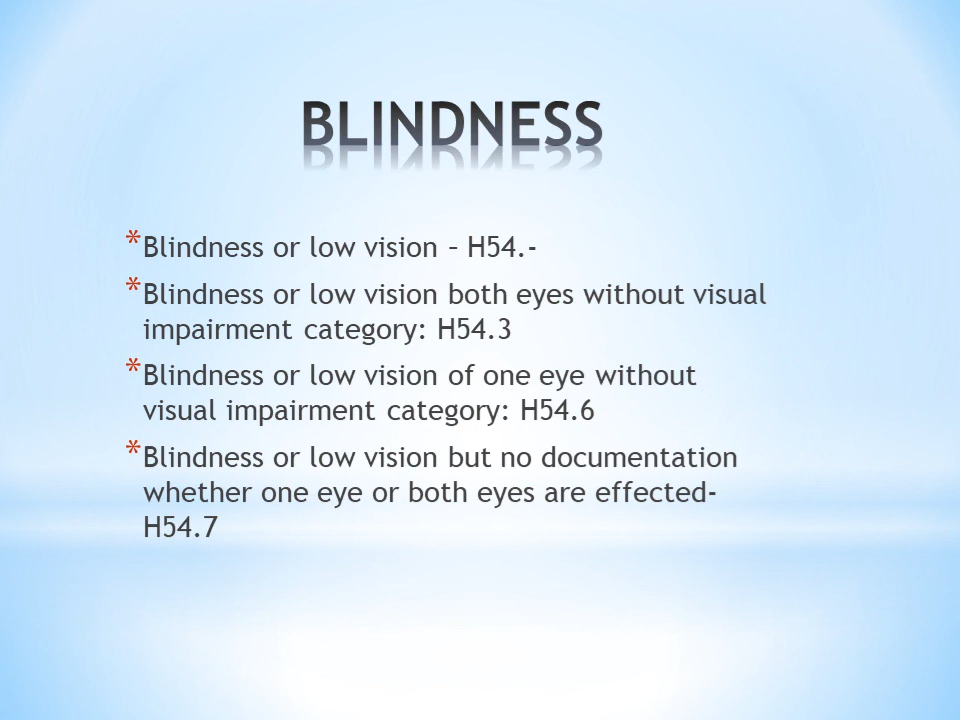 BLINDNESS
* Blindness or low vision – H54.-
* Blindness or low vision both eyes without visual
impairment category: H54.3
* Blindness or low vision of one eye without
visual impairment category: H54.6
* Blindness or low vision but no documentation
whether one eye or both eyes are effected-
H54.7